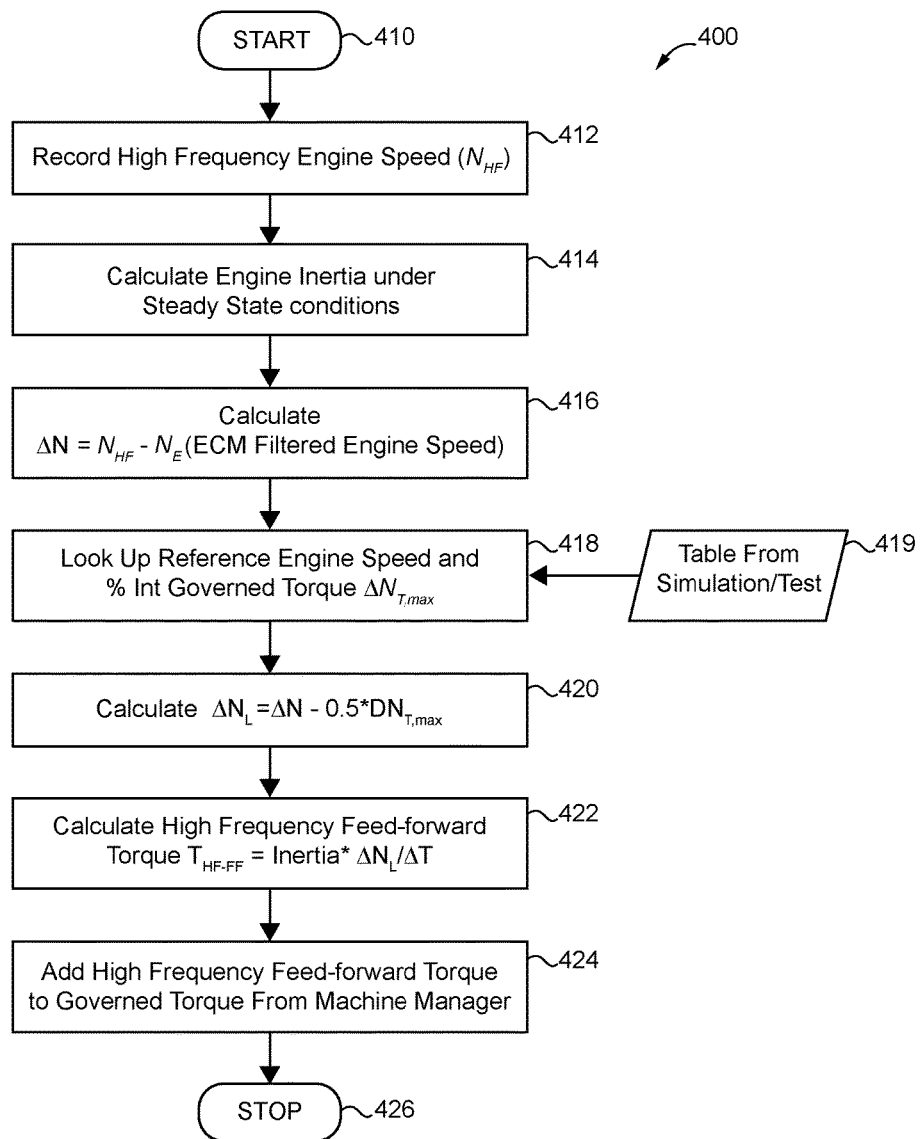 START
410
400
412
Record High Frequency Engine Speed (N_HF)
414
Calculate Engine Inertia under
Steady State conditions
416
Calculate
ΔN = N_HF - N_E (ECM Filtered Engine Speed)
418
Look Up Reference Engine Speed and
% Int Governed Torque ΔN_T,max
419
Table From
Simulation/Test
420
Calculate ΔN_L = ΔN - 0.5*DN_T,max
422
Calculate High Frequency Feed-forward
Torque T_HF-FF = Inertia* ΔN_L/ΔT
424
Add High Frequency Feed-forward Torque
to Governed Torque From Machine Manager
STOP
426